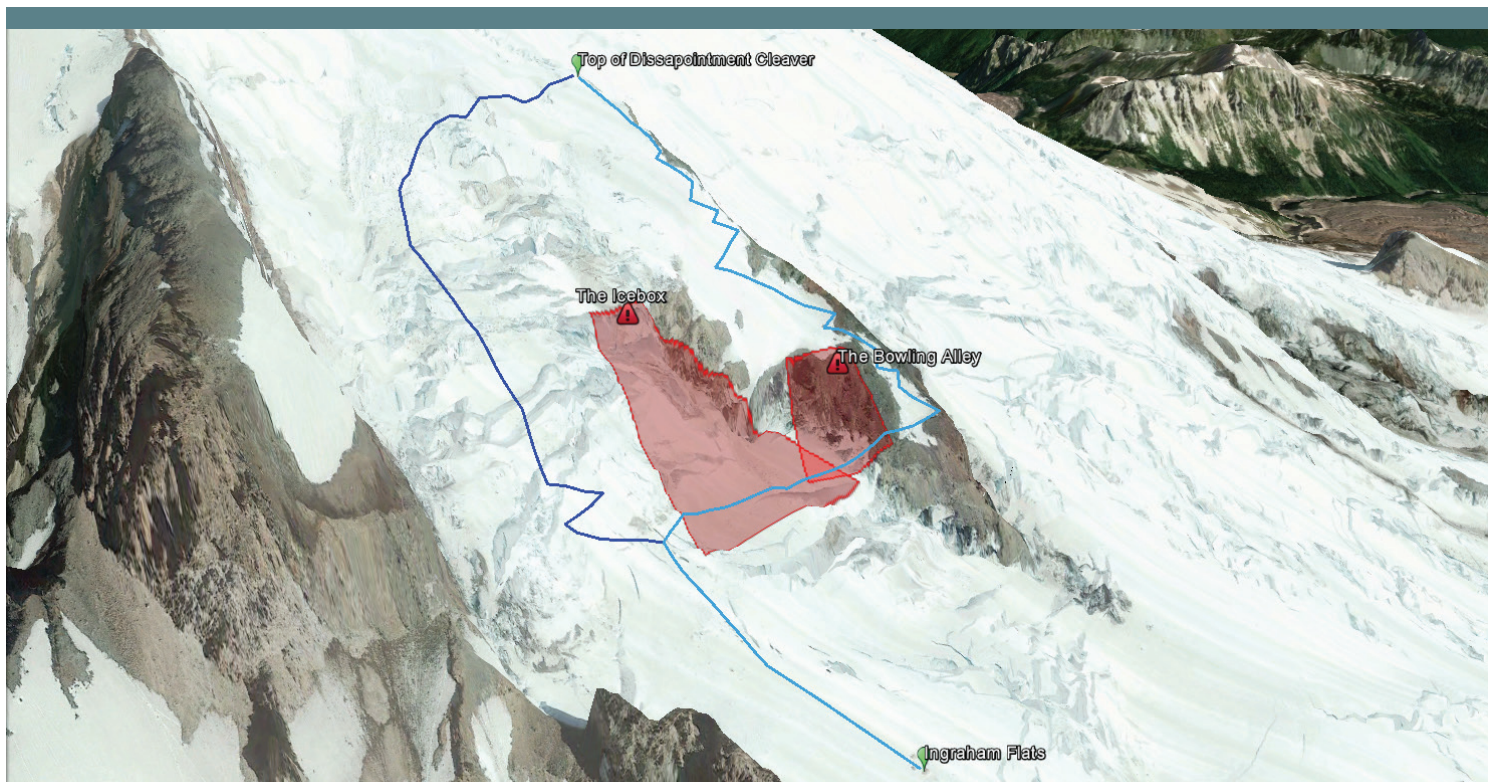 Top of Dissapointment Cleaver
The Icebox
The Bowling Alley
Ingraham Flats